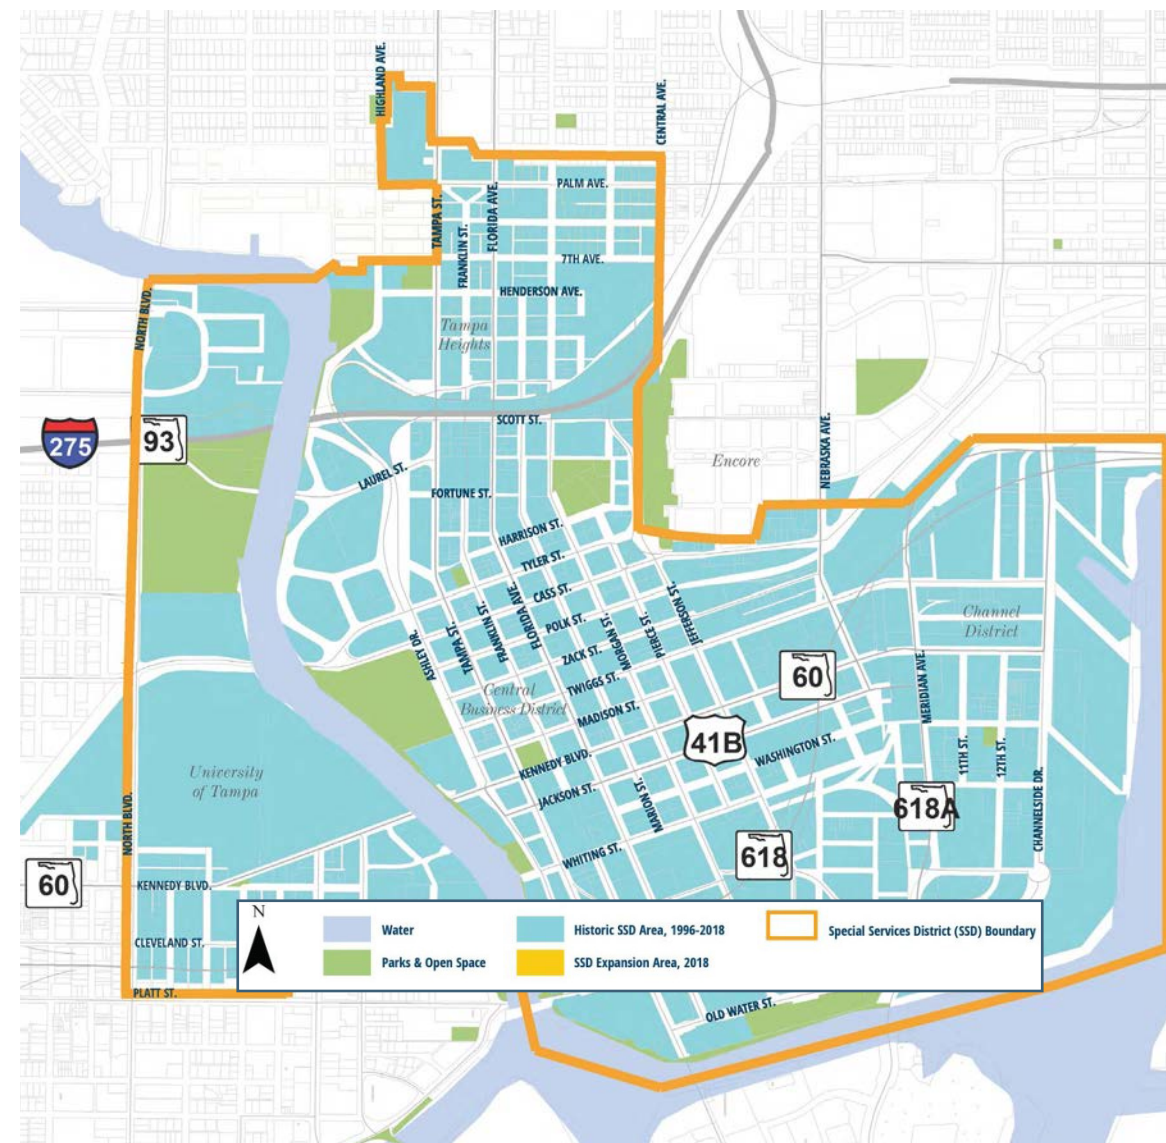 HIGHLAND AVE.
CENTRAL AVE.
PALM AVE.
TAMPA ST.
FRANKLIN ST.
FLORIDA AVE.
7TH AVE.
HENDERSON AVE.
NORTH BLVD.
Tampa
Heights
SCOTT ST.
275
93
LAUREL ST.
FORTUNE ST.
Encore
NEBRASKA AVE.
HARRISON ST.
TYLER ST.
CASS ST.
POLK ST.
ZACK ST.
TWIGGS ST.
MADISON ST.
ASHLEY DR.
TAMPA ST.
FRANKLIN ST.
FLORIDA AVE.
MORGAN ST.
PIERCE ST.
JEFFERSON ST.
Channel
District
60
MERIDIAN AVE.
Central
Business District
41B
KENNEDY BLVD.
WASHINGTON ST.
11TH ST.
12TH ST.
JACKSON ST.
MARION ST.
University
of Tampa
618A
CHANNELSIDE DR.
NORTH BLVD.
WHITING ST.
618
60
KENNEDY BLVD.
CLEVELAND ST.
PLATT ST.
N
Water
Historic SSD Area, 1996-2018
Special Services District (SSD) Boundary
Parks & Open Space
SSD Expansion Area, 2018
OLD WATER ST.